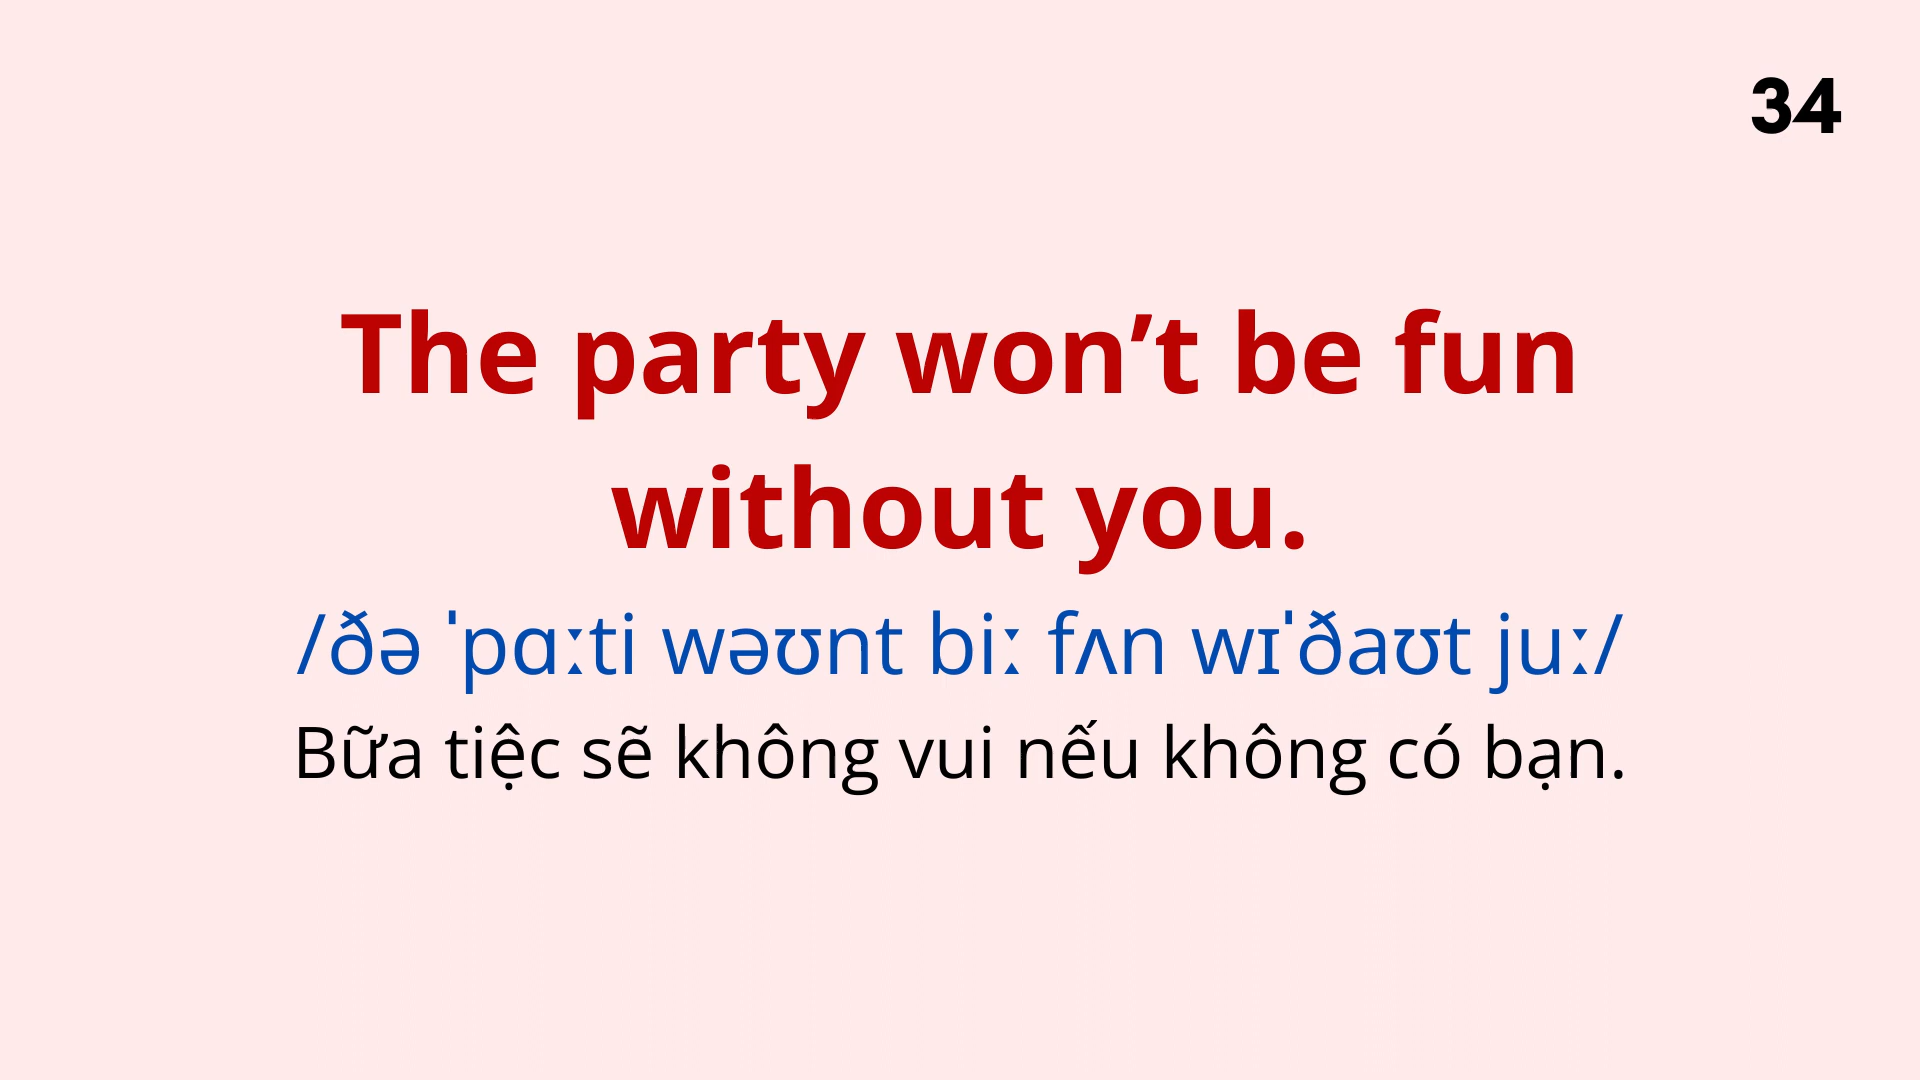 34
The party won’t be fun
without you.
/ðə ˈpɑːti wəʊnt biː fʌn wɪˈðaʊt juː/
Bữa tiệc sẽ không vui nếu không có bạn.